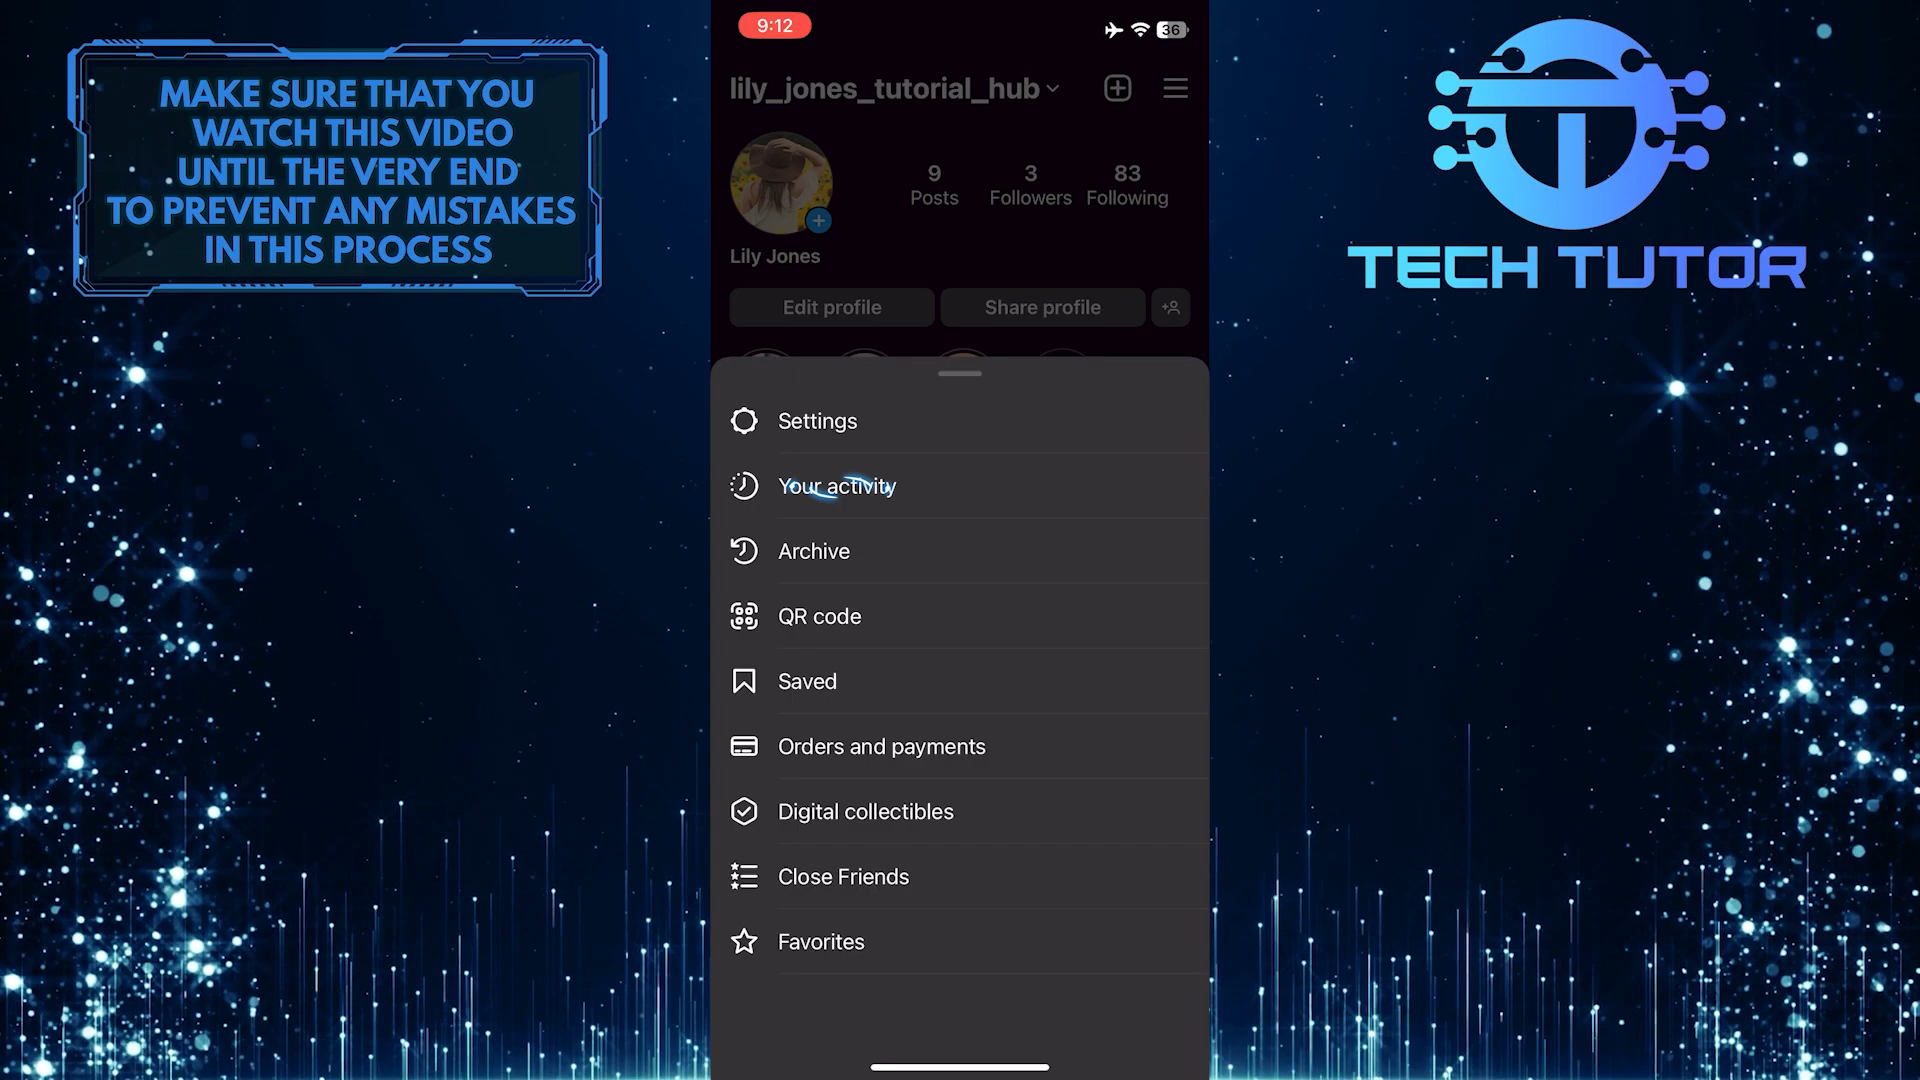 MAKE SURE THAT YOU
WATCH THIS VIDEO
UNTIL THE VERY END
TO PREVENT ANY MISTAKES
IN THIS PROCESS
9:12
36
lily_jones_tutorial_hub
9
3
83
Posts
Followers
Following
Lily Jones
Edit profile
Share profile
Settings
Your activity
Archive
QR code
Saved
Orders and payments
Digital collectibles
Close Friends
Favorites
TECH TUTOR